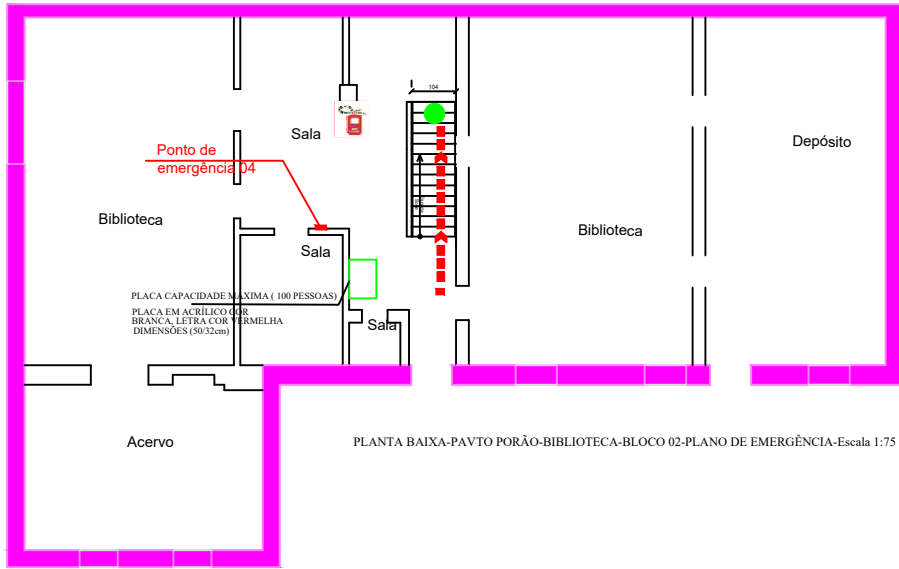 104
Depósito
Sala
Ponto de
emergência 04
Biblioteca
Biblioteca
Sala
PLACA CAPACIDADE MÁXIMA ( 100 PESSOAS)
PLACA EM ACRÍLICO COR
BRANCA, LETRA COR VERMELHA
DIMENSÕES (50/32cm)
Sala
Acervo
PLANTA BAIXA-PAVTO PORÃO-BIBLIOTECA-BLOCO 02-PLANO DE EMERGÊNCIA-Escala 1:75